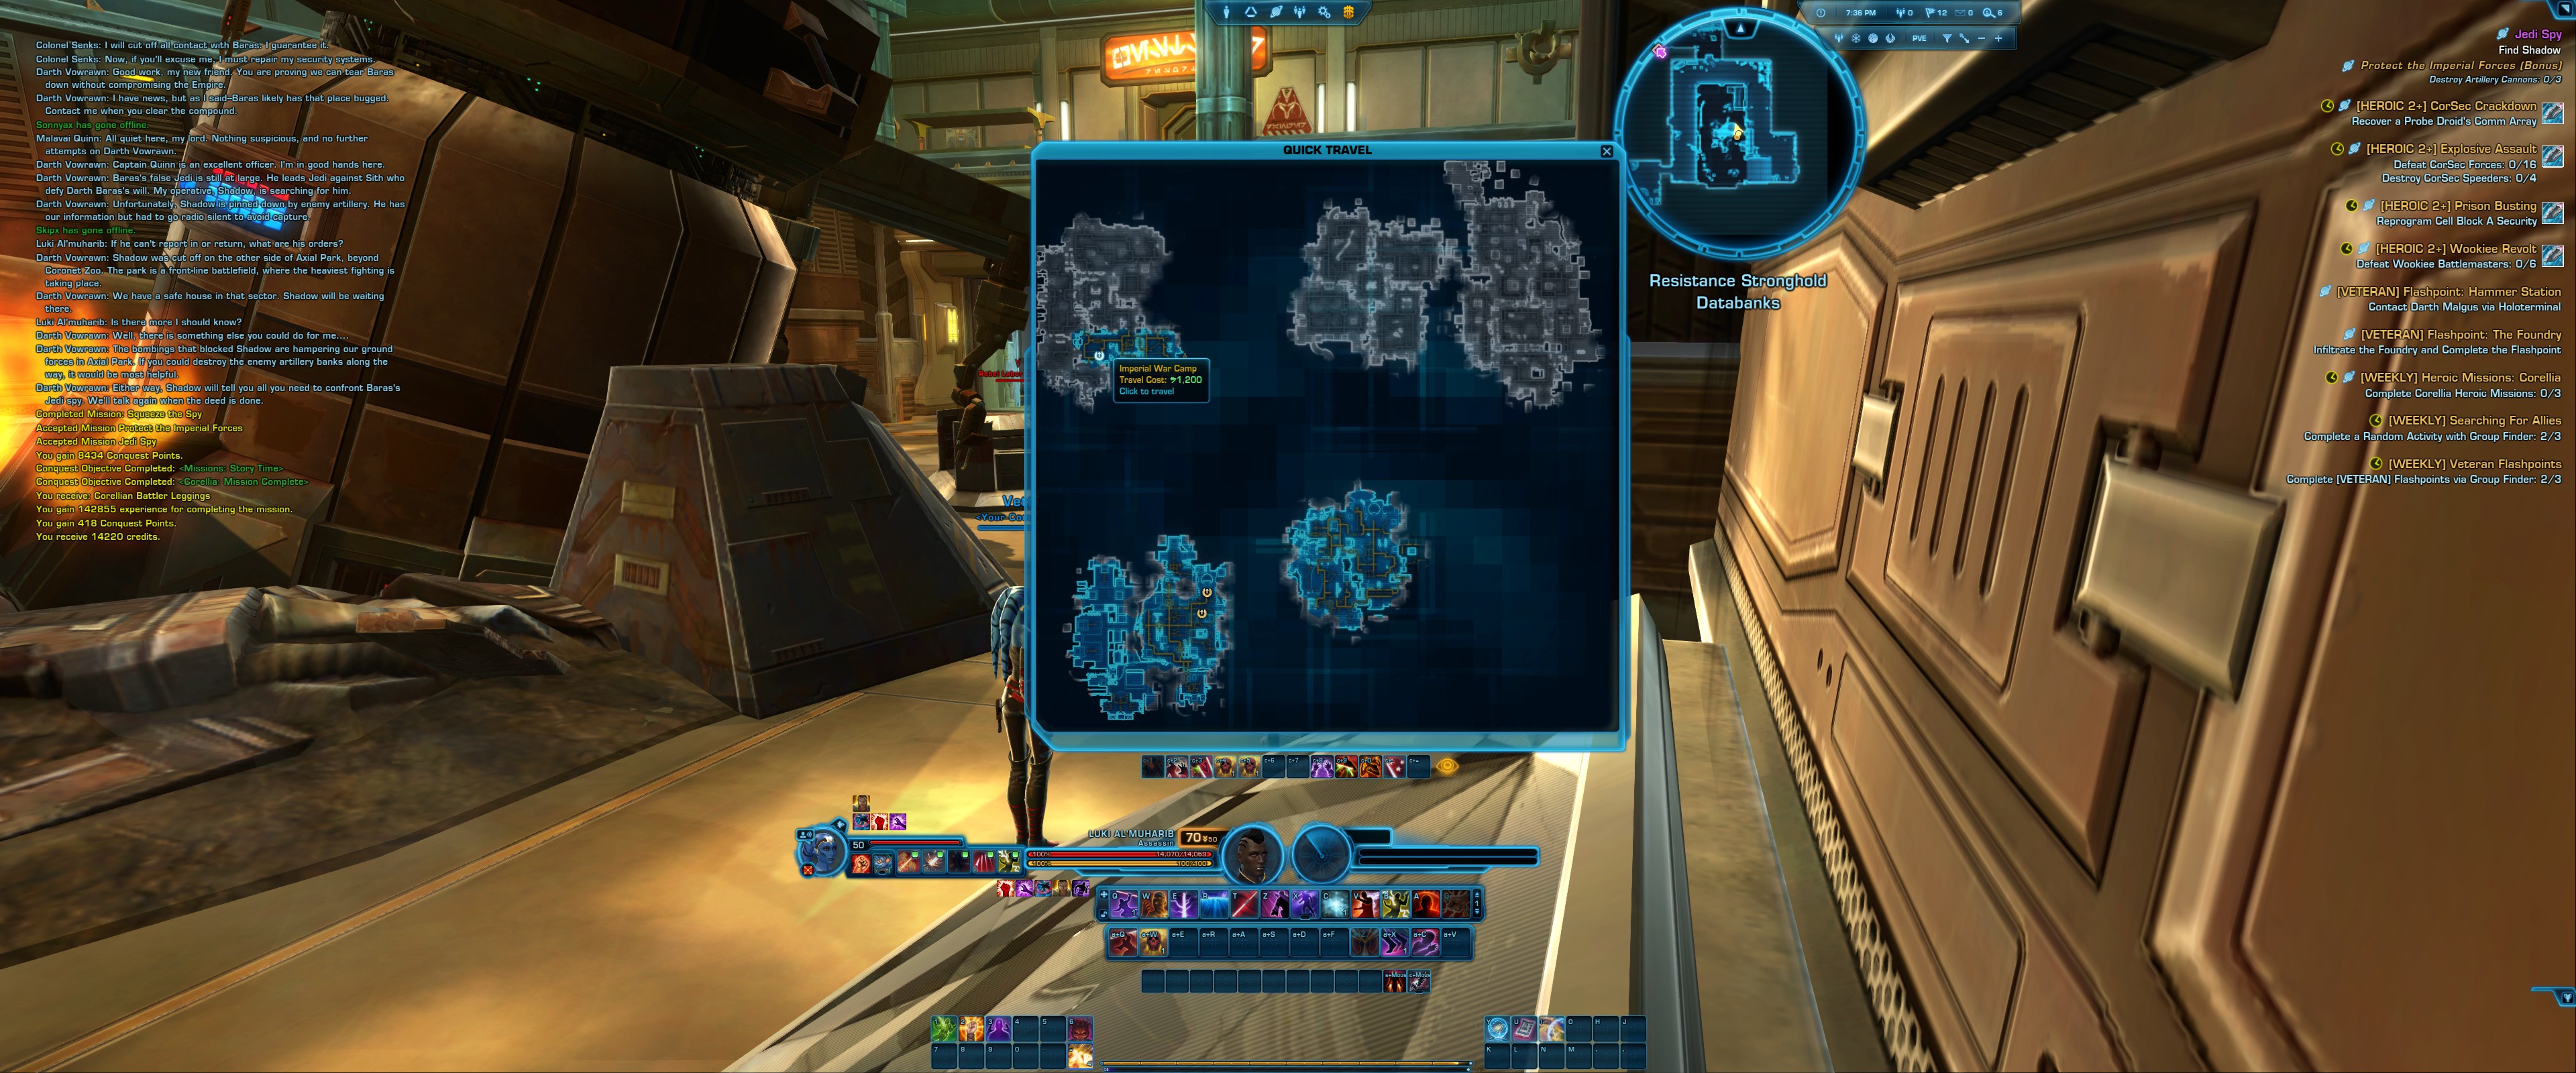 7:36 PM
0
12
0
6
PVE
Colonel Senks: I will cut off all contact with Baras. I guarantee it.
Colonel Senks: Now, if you'll excuse me, I must repair my security systems.
Darth Vowrawn: Good work, my new friend. You are proving we can tear Baras
down without compromising the Empire.
Darth Vowrawn: I have news, but as I said–Baras likely has that place bugged.
Contact me when you clear the compound.
Sonnyax has gone offline.
Malavai Quinn: All quiet here, my lord. Nothing suspicious, and no further
attempts on Darth Vowrawn.
Darth Vowrawn: Captain Quinn is an excellent officer. I'm in good hands here.
Darth Vowrawn: Baras's false Jedi is still at large. He leads Jedi against Sith who
defy Darth Baras's will. My operative, Shadow, is searching for him.
Darth Vowrawn: Unfortunately, Shadow is pinned down by enemy artillery. He has
our information but had to go radio silent to avoid capture.
Skipx has gone offline.
Luki Al'muharib: If he can't report in or return, what are his orders?
Darth Vowrawn: Shadow was cut off on the other side of Axial Park, beyond
Coronet Zoo. The park is a front-line battlefield, where the heaviest fighting is
taking place.
Darth Vowrawn: We have a safe house in that sector. Shadow will be waiting
there.
Luki Al'muharib: Is there more I should know?
Darth Vowrawn: Well, there is something else you could do for me....
Darth Vowrawn: The bombings that blocked Shadow are hampering our ground
forces in Axial Park. If you could destroy the enemy artillery banks along the
way, it would be most helpful.
Darth Vowrawn: Either way, Shadow will tell you all you need to confront Baras's
Jedi spy. We'll talk again when the deed is done.
Completed Mission: Squeeze the Spy
Accepted Mission Protect the Imperial Forces
Accepted Mission Jedi Spy
You gain 8434 Conquest Points.
Conquest Objective Completed: <Missions: Story Time>
Conquest Objective Completed: <Corellia: Mission Complete>
You receive: Corellian Battler Leggings
You gain 142855 experience for completing the mission.
You gain 418 Conquest Points.
You receive 14220 credits.
QUICK TRAVEL
Imperial War Camp
Travel Cost: 1,200
Click to travel
Resistance Stronghold
Databanks
Jedi Spy
Find Shadow
Protect the Imperial Forces (Bonus)
Destroy Artillery Cannons: 0/3
[HEROIC 2+] CorSec Crackdown
Recover a Probe Droid's Comm Array
[HEROIC 2+] Explosive Assault
Defeat CorSec Forces: 0/16
Destroy CorSec Speeders: 0/4
[HEROIC 2+] Prison Busting
Reprogram Cell Block A Security
[HEROIC 2+] Wookiee Revolt
Defeat Wookiee Battlemasters: 0/6
[VETERAN] Flashpoint: Hammer Station
Contact Darth Malgus via Holoterminal
[VETERAN] Flashpoint: The Foundry
Infiltrate the Foundry and Complete the Flashpoint
[WEEKLY] Heroic Missions: Corellia
Complete Corellia Heroic Missions: 0/3
[WEEKLY] Searching For Allies
Complete a Random Activity with Group Finder: 2/3
[WEEKLY] Veteran Flashpoints
Complete [VETERAN] Flashpoints via Group Finder: 2/3
c+6 c+7
LUKI AL'MUHARIB
Assassin
70 50
50
100% 14,070/14,069
100% 100/100
Q W E T Z C V A
a+Q a+W a+E a+R a+A a+S a+D a+F a+X a+C a+V
4 5
7 8 9 0
U O H J
K L N M